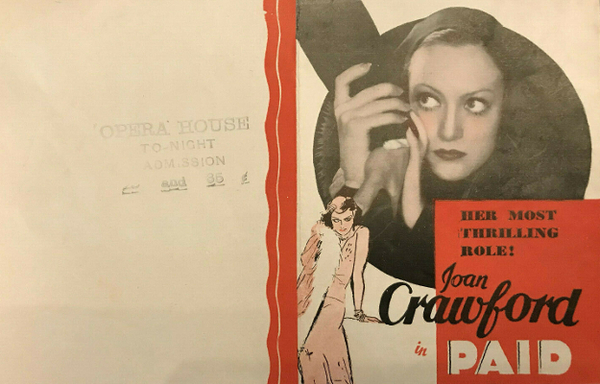 OPERA HOUSE
TO-NIGHT
ADMISSION
and 35
HER MOST
THRILLING
ROLE!
Joan
Crawford
in PAID